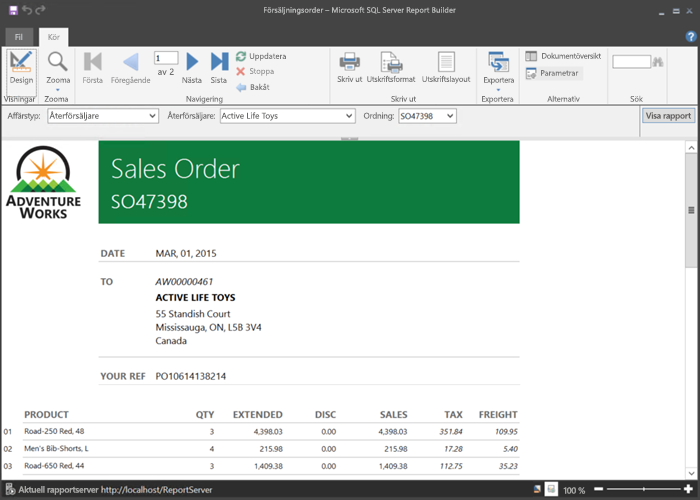 Försäljningsorder – Microsoft SQL Server Report Builder
Fil Kör
Design Zooma Första Föregående 1 av 2 Nästa Sista Uppdatera Stoppa Bakåt Skriv ut Utskriftsformat Utskriftslayout Exportera Dokumentöversikt Parametrar
Visningar Zooma Navigering Skriv ut Exportera Alternativ Sök
Affärstyp: Återförsäljare Återförsäljare: Active Life Toys Ordning: SO47398 Visa rapport
ADVENTURE WORKS
Sales Order
SO47398
DATE MAR, 01, 2015
TO AW00000461
ACTIVE LIFE TOYS
55 Standish Court
Mississauga, ON, L5B 3V4
Canada
YOUR REF PO10614138214
PRODUCT QTY EXTENDED DISC SALES TAX FREIGHT
01 Road-250 Red, 48 3 4,398.03 0.00 4,398.03 351.84 109.95
02 Men's Bib-Shorts, L 4 215.98 0.00 215.98 17.28 5.40
03 Road-650 Red, 44 3 1,409.38 0.00 1,409.38 112.75 35.23
Aktuell rapportserver http://localhost/ReportServer 100 %